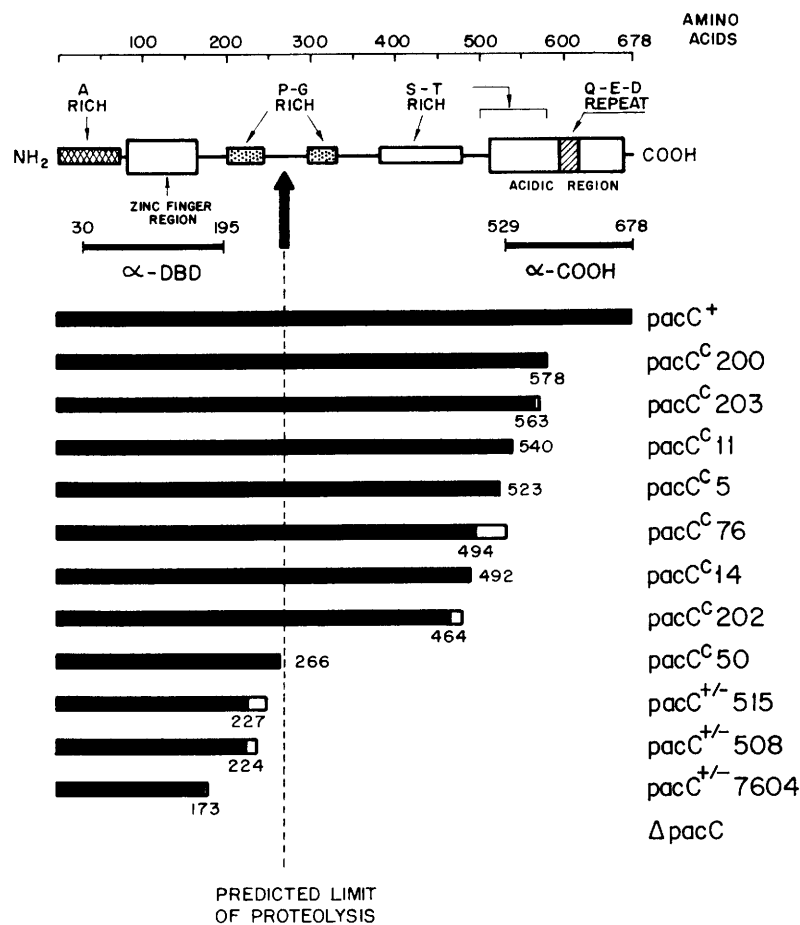 AMINO
ACIDS
100 200 300 400 500 600 678
A
RICH
P-G
RICH
S-T
RICH
Q-E-D
REPEAT
NH₂
COOH
ZINC FINGER
REGION
ACIDIC REGION
30 195
529 678
α-DBD
α-COOH
pacC⁺
pacCᶜ200
578
pacCᶜ203
563
pacCᶜ11
540
pacCᶜ5
523
pacCᶜ76
494
pacCᶜ14
492
pacCᶜ202
464
pacCᶜ50
266
pacC⁺/⁻515
227
pacC⁺/⁻508
224
pacC⁺/⁻7604
173
ΔpacC
PREDICTED LIMIT
OF PROTEOLYSIS